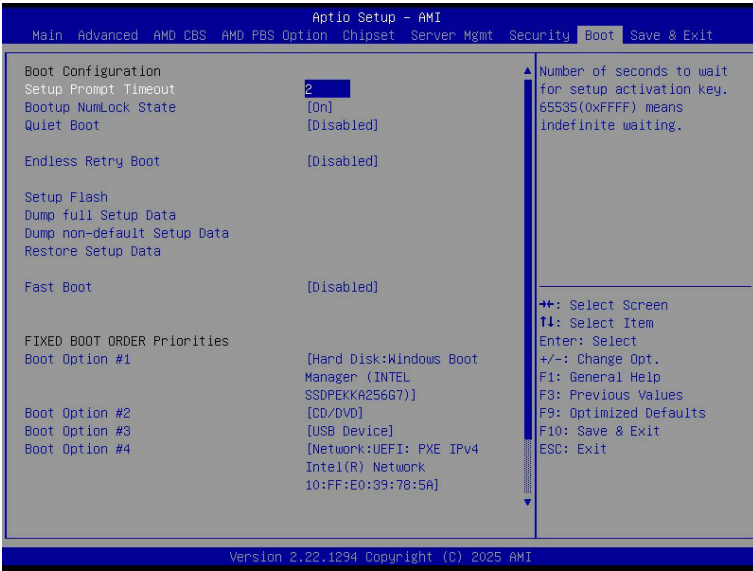 Aptio Setup - AMI
Main Advanced AMD CBS AMD PBS Option Chipset Server Mgmt Security Boot Save & Exit
Boot Configuration
Setup Prompt Timeout 2
Bootup NumLock State [On]
Quiet Boot [Disabled]
Endless Retry Boot [Disabled]
Setup Flash
Dump full Setup Data
Dump non-default Setup Data
Restore Setup Data
Fast Boot [Disabled]
FIXED BOOT ORDER Priorities
Boot Option #1 [Hard Disk:Windows Boot
Manager (INTEL
SSDPEKKA256G7)]
Boot Option #2 [CD/DVD]
Boot Option #3 [USB Device]
Boot Option #4 [Network:UEFI: PXE IPv4
Intel(R) Network
10:FF:E0:39:78:5A]
Number of seconds to wait
for setup activation key.
65535(0xFFFF) means
indefinite waiting.
→←: Select Screen
↑↓: Select Item
Enter: Select
+/-: Change Opt.
F1: General Help
F3: Previous Values
F9: Optimized Defaults
F10: Save & Exit
ESC: Exit
Version 2.22.1294 Copyright (C) 2025 AMI